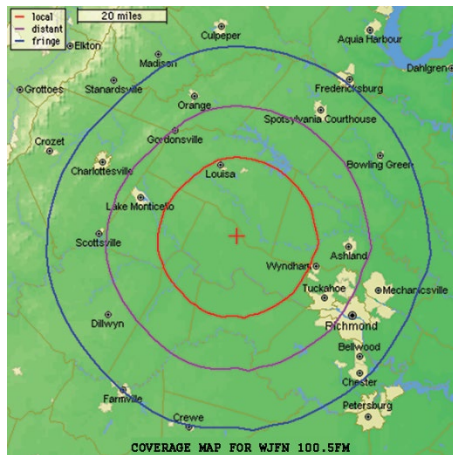 local
distant
fringe
20 miles
Culpeper
Aquia Harbour
Elkton
Madison
Dahlgren
Grottoes
Stanardsville
Fredericksburg
Orange
Spotsylvania Courthouse
Gordonsville
Crozet
Bowling Green
Charlottesville
Louisa
Lake Monticello
Scottsville
Ashland
Wyndham
Tuckahoe
Mechanicsville
Dillwyn
Richmond
Bellwood
Chester
Farmville
Crewe
Petersburg
COVERAGE MAP FOR WJFN 100.5FM